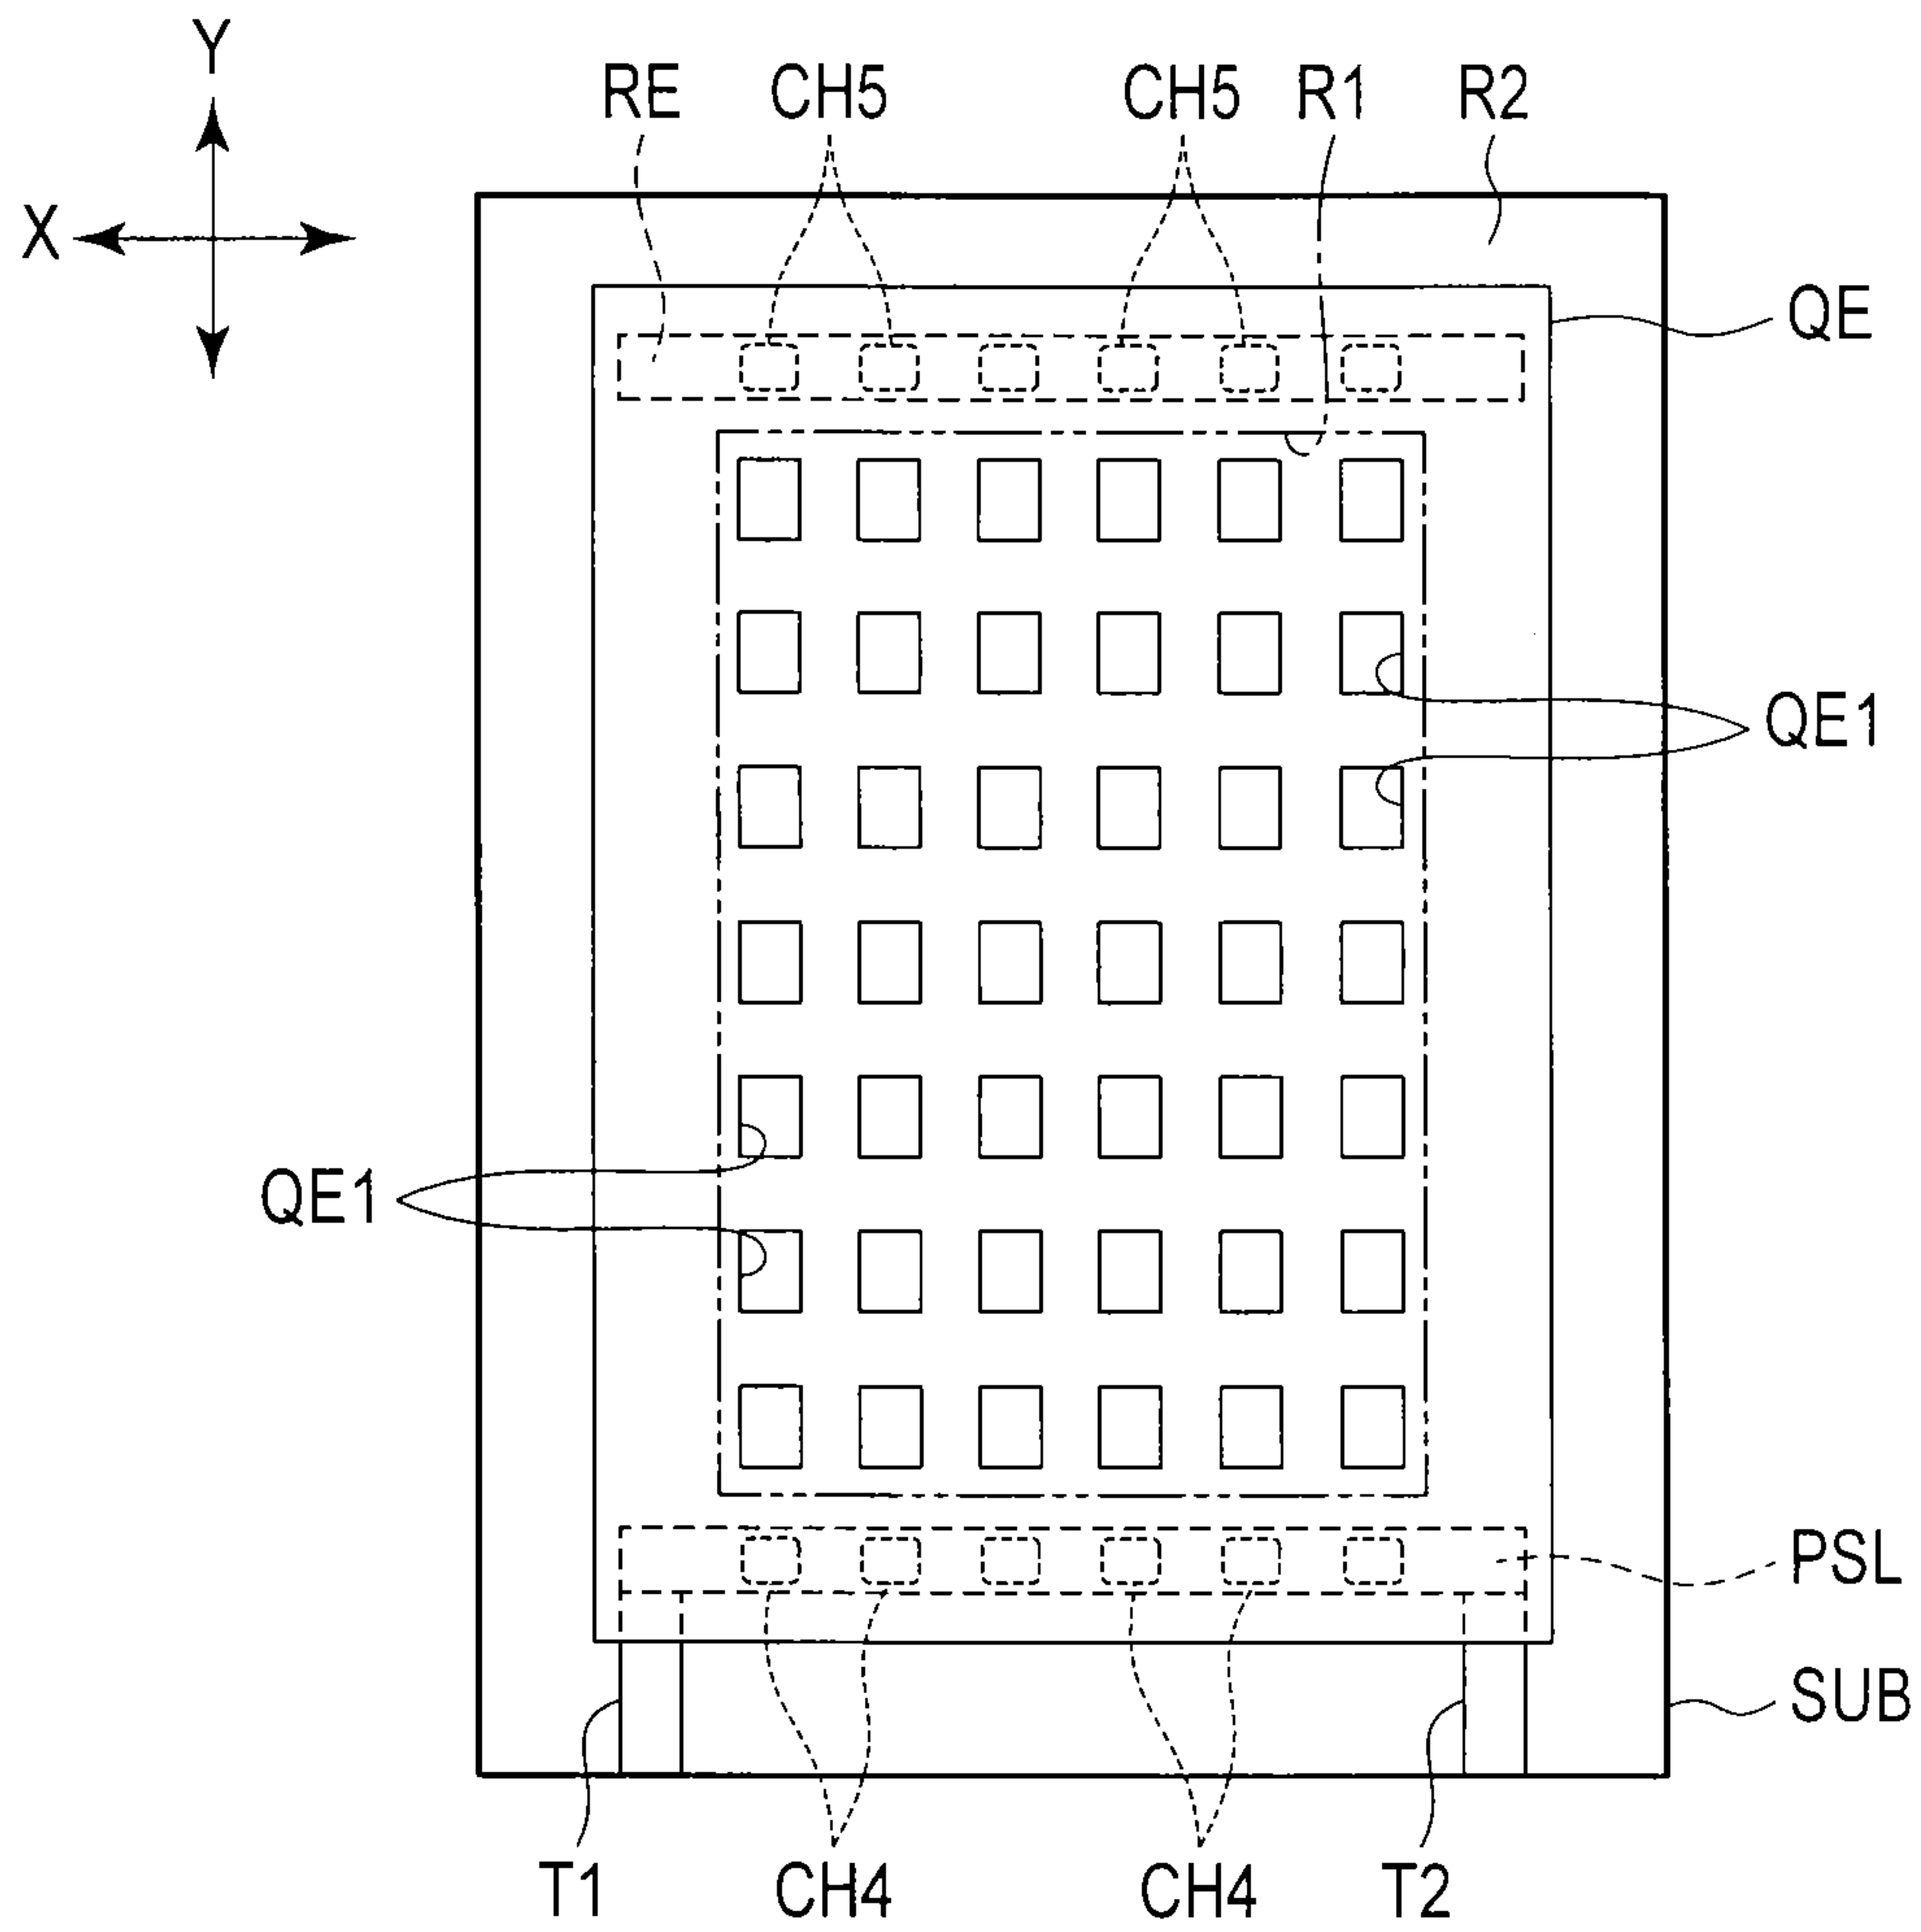 Y
RE CH5 CH5 R1 R2
X
QE
QE1
QE1
PSL
SUB
T1 CH4 CH4 T2